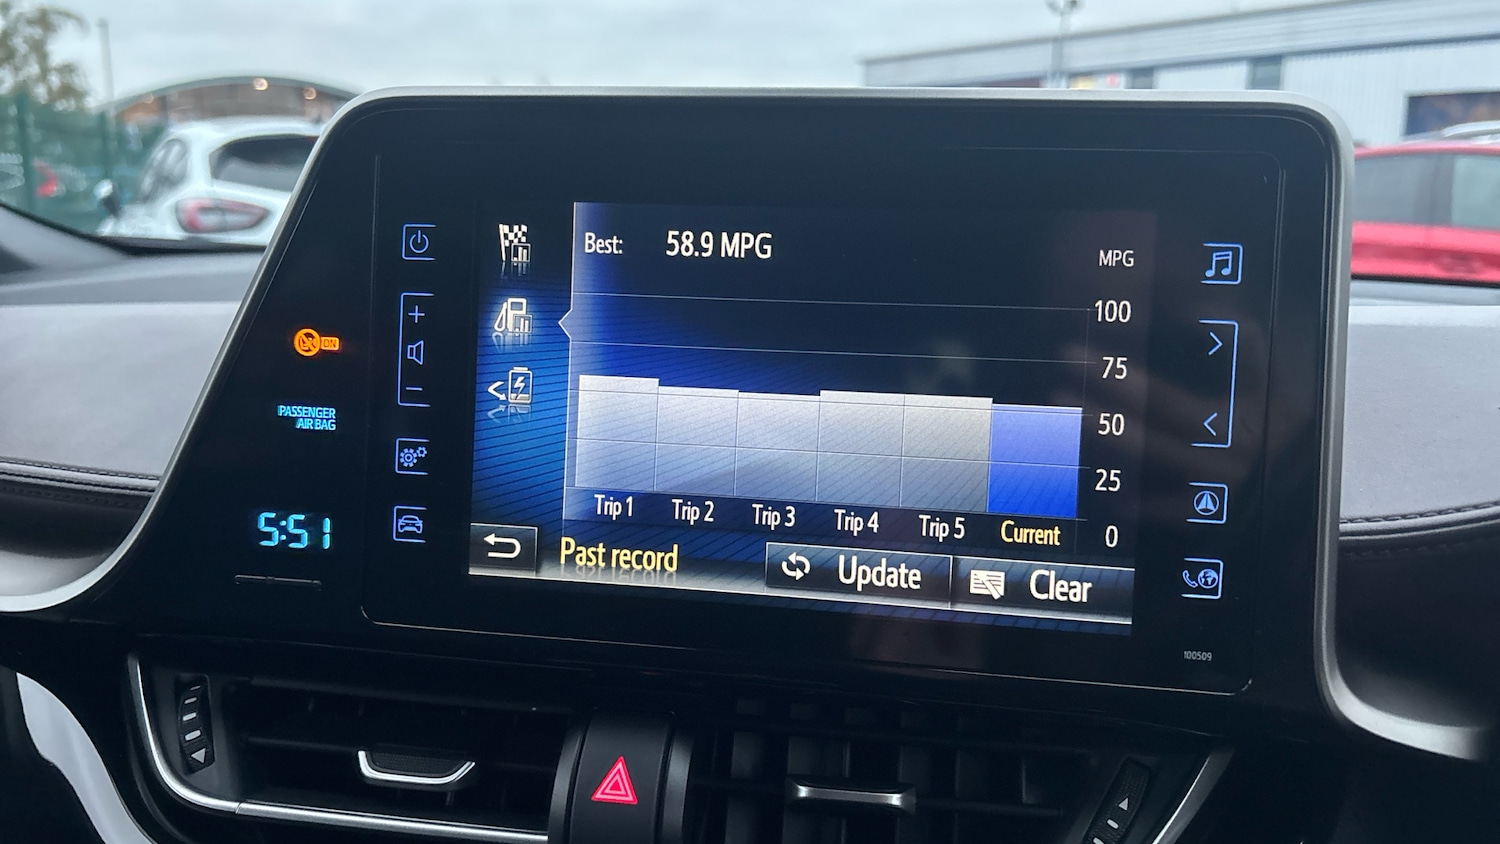 Best: 58.9 MPG
MPG
100
75
50
25
0
Trip 1 Trip 2 Trip 3 Trip 4 Trip 5 Current
Past record Update Clear
ON
PASSENGER
AIR BAG
5:51
+
−
100509